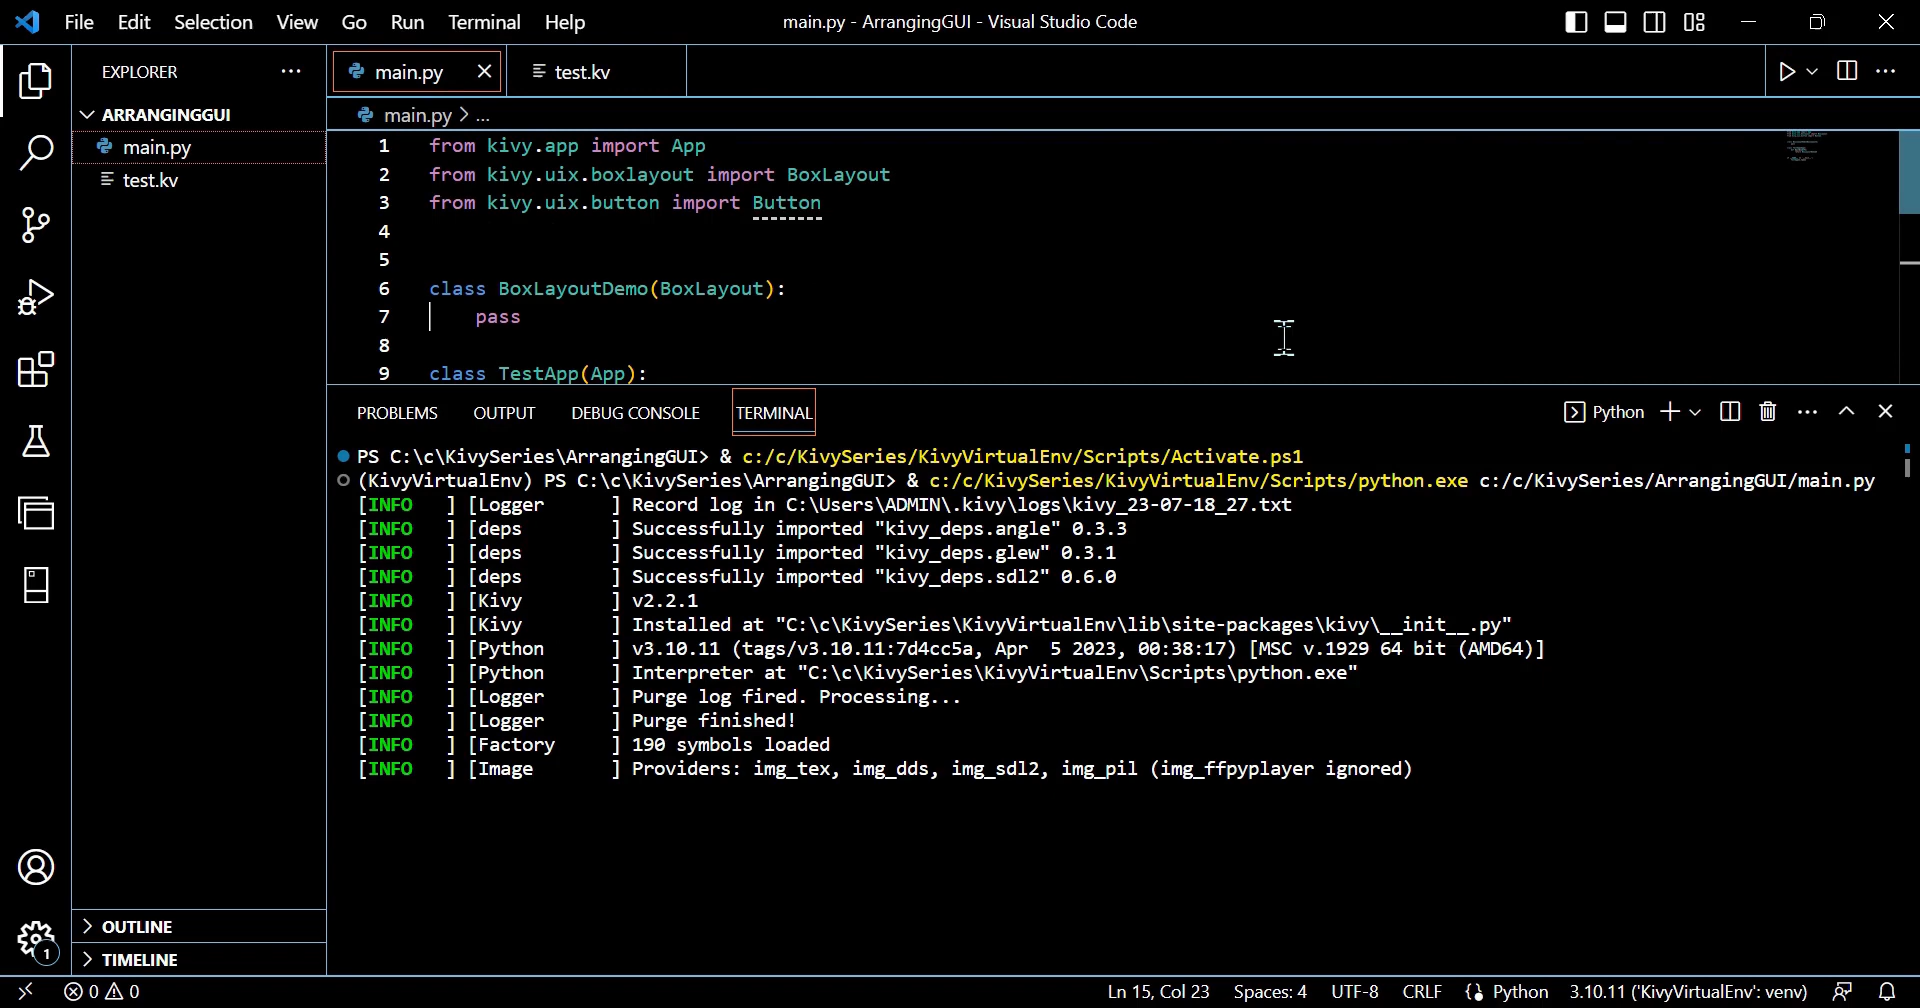 File Edit Selection View Go Run Terminal Help main.py - ArrangingGUI - Visual Studio Code
EXPLORER
ARRANGINGGUI
main.py
test.kv
OUTLINE
TIMELINE
1
main.py test.kv
main.py > ...
1 from kivy.app import App
2 from kivy.uix.boxlayout import BoxLayout
3 from kivy.uix.button import Button
4
5
6 class BoxLayoutDemo(BoxLayout):
7 pass
8
9 class TestApp(App):
PROBLEMS OUTPUT DEBUG CONSOLE TERMINAL Python
PS C:\c\KivySeries\ArrangingGUI> & c:/c/KivySeries/KivyVirtualEnv/Scripts/Activate.ps1
(KivyVirtualEnv) PS C:\c\KivySeries\ArrangingGUI> & c:/c/KivySeries/KivyVirtualEnv/Scripts/python.exe c:/c/KivySeries/ArrangingGUI/main.py
[INFO   ] [Logger      ] Record log in C:\Users\ADMIN\.kivy\logs\kivy_23-07-18_27.txt
[INFO   ] [deps        ] Successfully imported "kivy_deps.angle" 0.3.3
[INFO   ] [deps        ] Successfully imported "kivy_deps.glew" 0.3.1
[INFO   ] [deps        ] Successfully imported "kivy_deps.sdl2" 0.6.0
[INFO   ] [Kivy        ] v2.2.1
[INFO   ] [Kivy        ] Installed at "C:\c\KivySeries\KivyVirtualEnv\lib\site-packages\kivy\__init__.py"
[INFO   ] [Python      ] v3.10.11 (tags/v3.10.11:7d4cc5a, Apr  5 2023, 00:38:17) [MSC v.1929 64 bit (AMD64)]
[INFO   ] [Python      ] Interpreter at "C:\c\KivySeries\KivyVirtualEnv\Scripts\python.exe"
[INFO   ] [Logger      ] Purge log fired. Processing...
[INFO   ] [Logger      ] Purge finished!
[INFO   ] [Factory     ] 190 symbols loaded
[INFO   ] [Image       ] Providers: img_tex, img_dds, img_sdl2, img_pil (img_ffpyplayer ignored)
0 0 Ln 15, Col 23 Spaces: 4 UTF-8 CRLF Python 3.10.11 ('KivyVirtualEnv': venv)